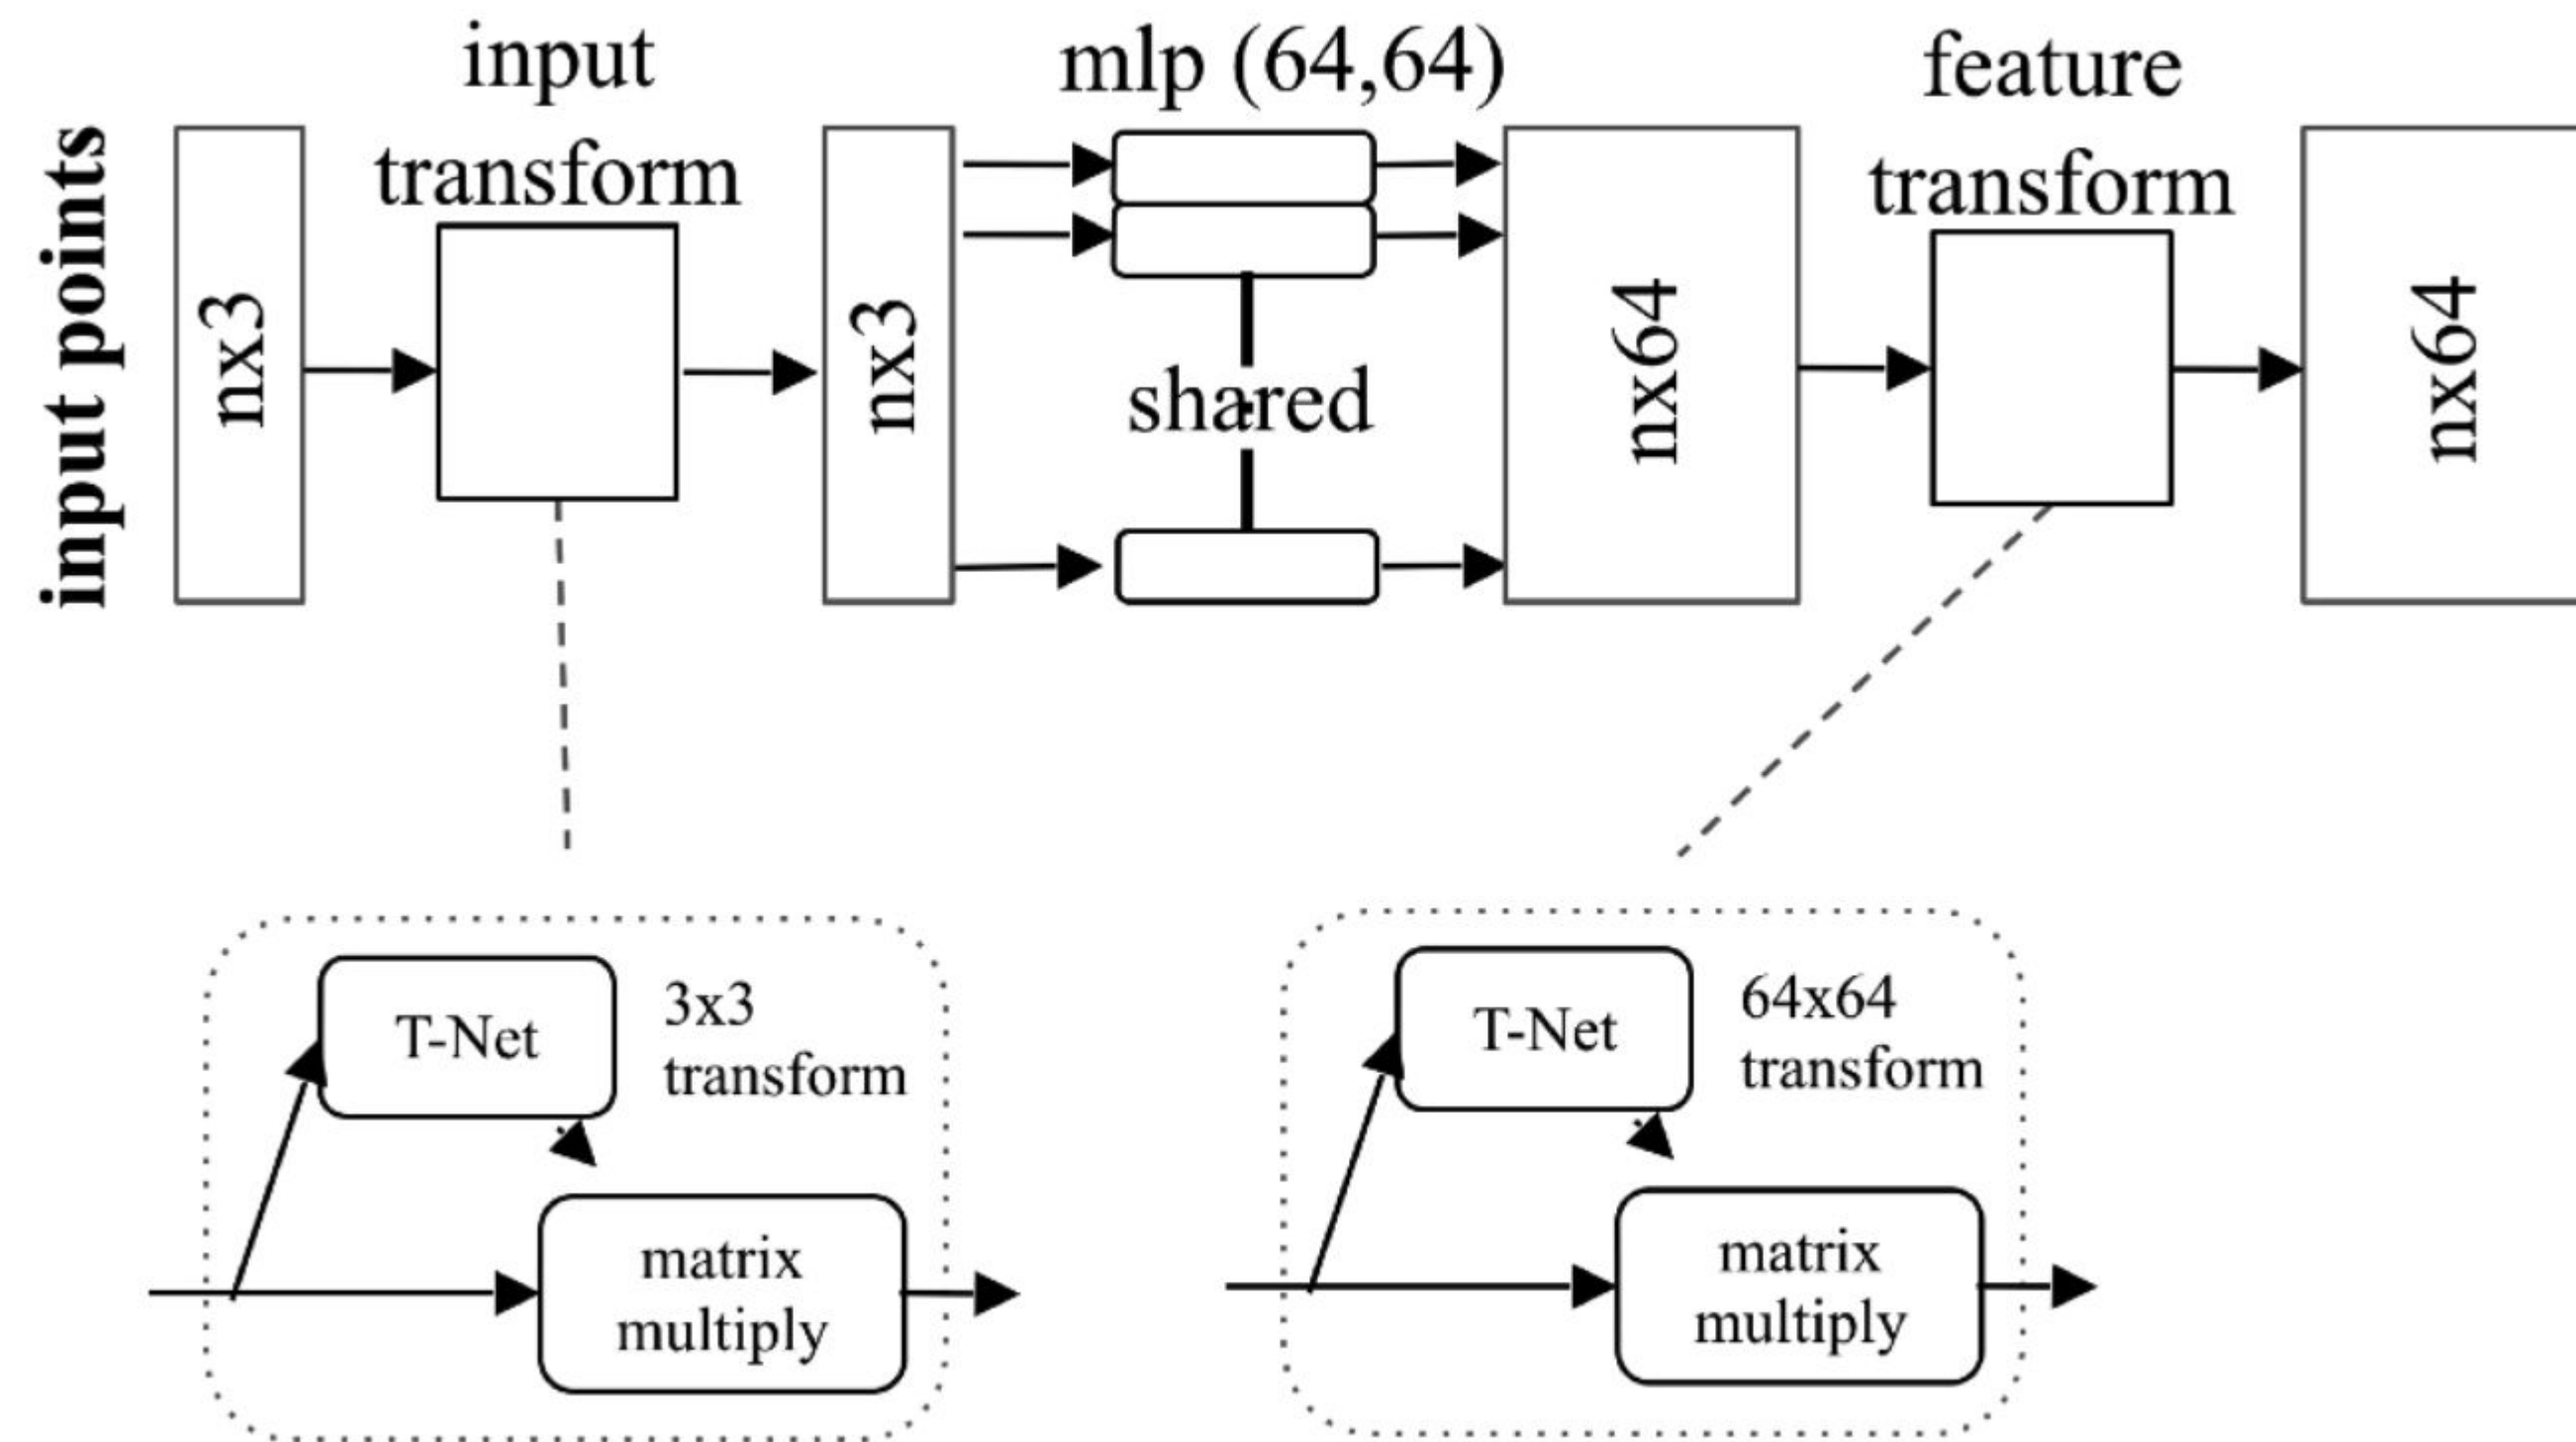 input points
nx3
input
transform
nx3
mlp (64,64)
shared
nx64
feature
transform
nx64
T-Net
3x3
transform
matrix
multiply
T-Net
64x64
transform
matrix
multiply